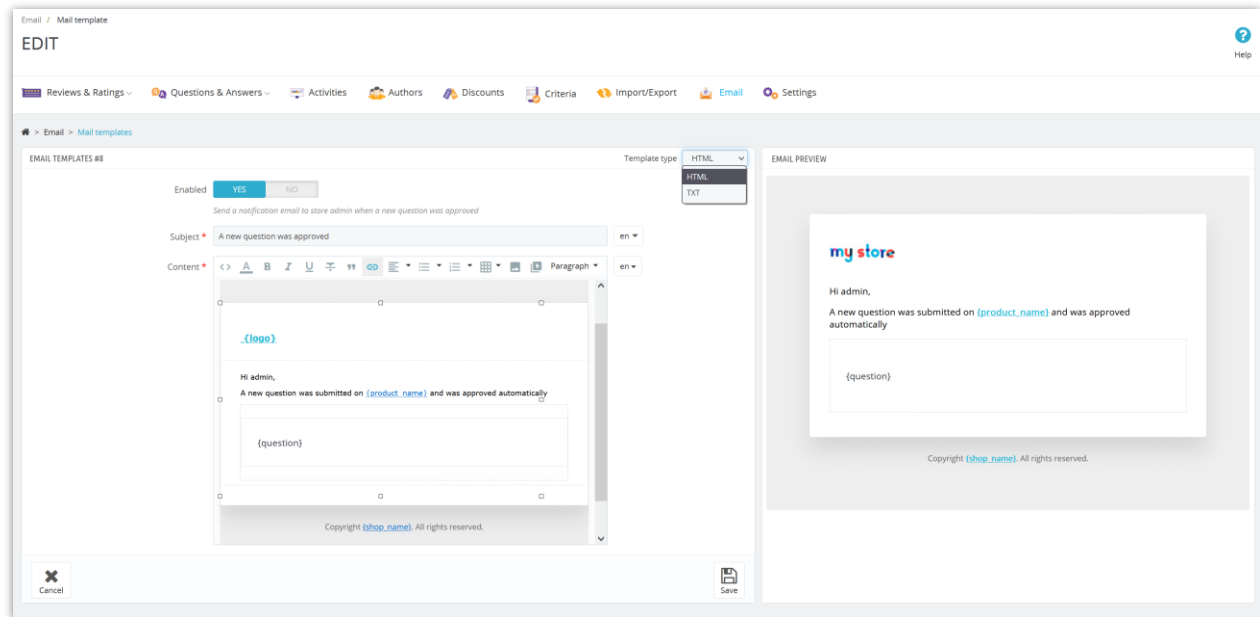 Email / Mail template
EDIT
Help
Reviews & Ratings
Questions & Answers
Activities
Authors
Discounts
Criteria
Import/Export
Email
Settings
> Email > Mail templates
EMAIL TEMPLATES #8
Template type HTML
HTML
TXT
Enabled YES NO
Send a notification email to store admin when a new question was approved
Subject * A new question was approved en
Content * <> A B I U Paragraph en
{logo}
Hi admin,
A new question was submitted on {product_name} and was approved automatically
{question}
Copyright {shop_name}. All rights reserved.
Cancel
Save
EMAIL PREVIEW
my store
Hi admin,
A new question was submitted on {product_name} and was approved
automatically
{question}
Copyright {shop_name}. All rights reserved.